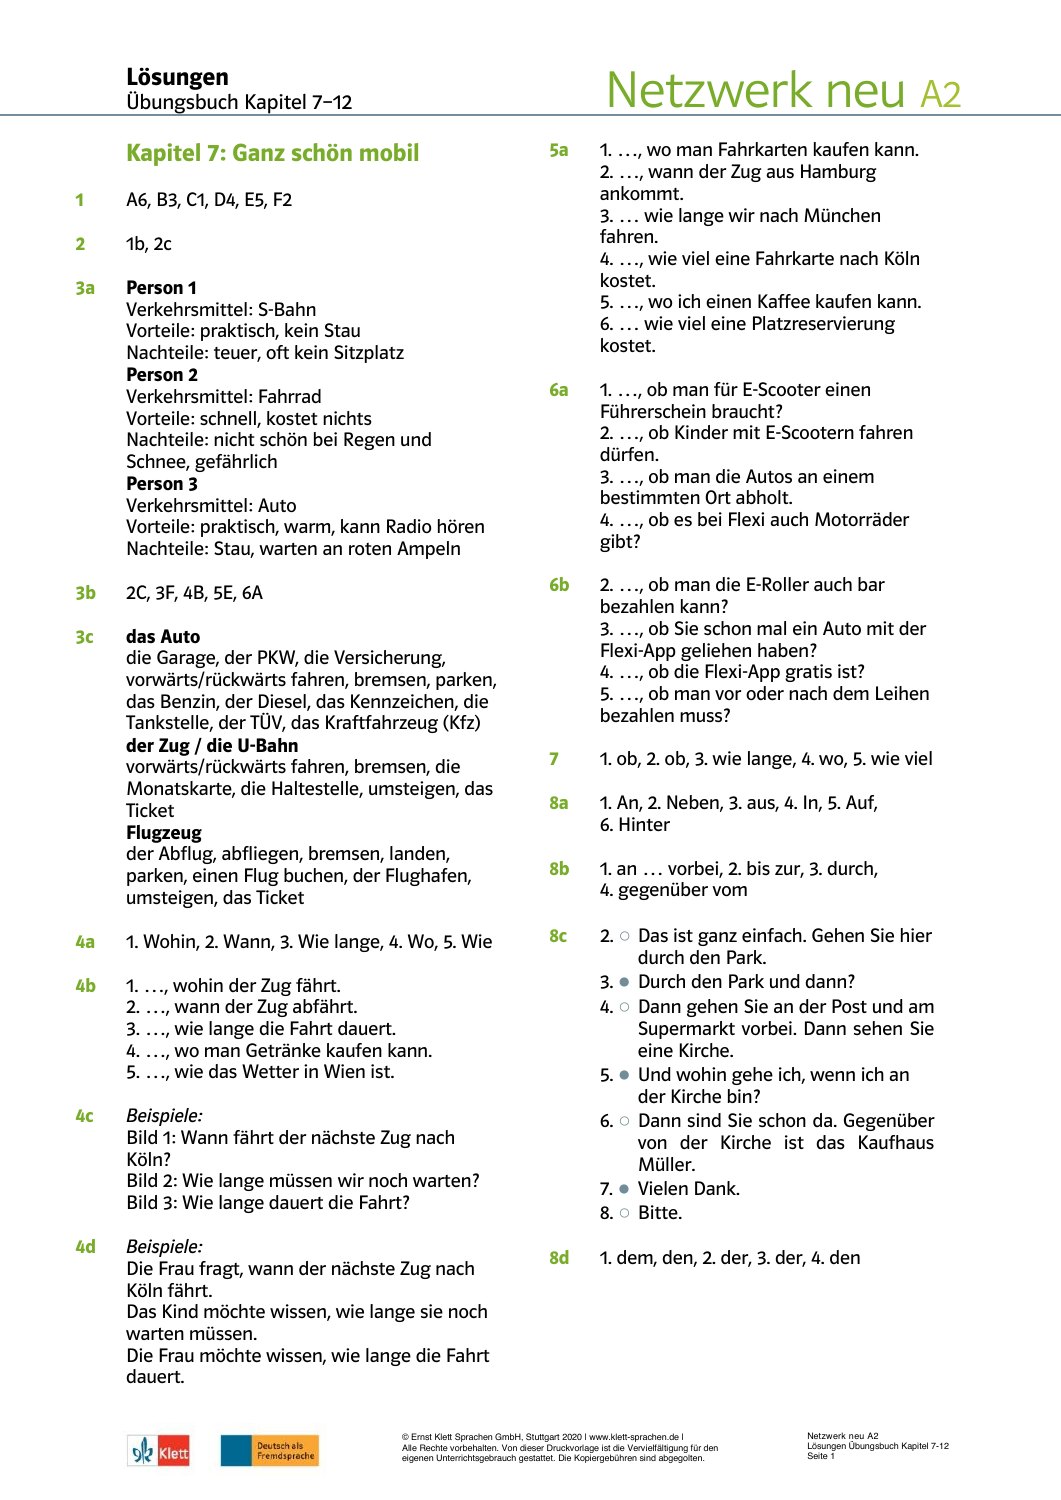 Lösungen
Übungsbuch Kapitel 7–12
Netzwerk neu A2
Kapitel 7: Ganz schön mobil
1 A6, B3, C1, D4, E5, F2
2 1b, 2c
3a Person 1
Verkehrsmittel: S-Bahn
Vorteile: praktisch, kein Stau
Nachteile: teuer, oft kein Sitzplatz
Person 2
Verkehrsmittel: Fahrrad
Vorteile: schnell, kostet nichts
Nachteile: nicht schön bei Regen und
Schnee, gefährlich
Person 3
Verkehrsmittel: Auto
Vorteile: praktisch, warm, kann Radio hören
Nachteile: Stau, warten an roten Ampeln
3b 2C, 3F, 4B, 5E, 6A
3c das Auto
die Garage, der PKW, die Versicherung,
vorwärts/rückwärts fahren, bremsen, parken,
das Benzin, der Diesel, das Kennzeichen, die
Tankstelle, der TÜV, das Kraftfahrzeug (Kfz)
der Zug / die U-Bahn
vorwärts/rückwärts fahren, bremsen, die
Monatskarte, die Haltestelle, umsteigen, das
Ticket
Flugzeug
der Abflug, abfliegen, bremsen, landen,
parken, einen Flug buchen, der Flughafen,
umsteigen, das Ticket
4a 1. Wohin, 2. Wann, 3. Wie lange, 4. Wo, 5. Wie
4b 1. …, wohin der Zug fährt.
2. …, wann der Zug abfährt.
3. …, wie lange die Fahrt dauert.
4. …, wo man Getränke kaufen kann.
5. …, wie das Wetter in Wien ist.
4c Beispiele:
Bild 1: Wann fährt der nächste Zug nach
Köln?
Bild 2: Wie lange müssen wir noch warten?
Bild 3: Wie lange dauert die Fahrt?
4d Beispiele:
Die Frau fragt, wann der nächste Zug nach
Köln fährt.
Das Kind möchte wissen, wie lange sie noch
warten müssen.
Die Frau möchte wissen, wie lange die Fahrt
dauert.
5a 1. …, wo man Fahrkarten kaufen kann.
2. …, wann der Zug aus Hamburg
ankommt.
3. … wie lange wir nach München
fahren.
4. …, wie viel eine Fahrkarte nach Köln
kostet.
5. …, wo ich einen Kaffee kaufen kann.
6. … wie viel eine Platzreservierung
kostet.
6a 1. …, ob man für E-Scooter einen
Führerschein braucht?
2. …, ob Kinder mit E-Scootern fahren
dürfen.
3. …, ob man die Autos an einem
bestimmten Ort abholt.
4. …, ob es bei Flexi auch Motorräder
gibt?
6b 2. …, ob man die E-Roller auch bar
bezahlen kann?
3. …, ob Sie schon mal ein Auto mit der
Flexi-App geliehen haben?
4. …, ob die Flexi-App gratis ist?
5. …, ob man vor oder nach dem Leihen
bezahlen muss?
7 1. ob, 2. ob, 3. wie lange, 4. wo, 5. wie viel
8a 1. An, 2. Neben, 3. aus, 4. In, 5. Auf,
6. Hinter
8b 1. an … vorbei, 2. bis zur, 3. durch,
4. gegenüber vom
8c 2. ○ Das ist ganz einfach. Gehen Sie hier
durch den Park.
3. ● Durch den Park und dann?
4. ○ Dann gehen Sie an der Post und am
Supermarkt vorbei. Dann sehen Sie
eine Kirche.
5. ● Und wohin gehe ich, wenn ich an
der Kirche bin?
6. ○ Dann sind Sie schon da. Gegenüber
von der Kirche ist das Kaufhaus
Müller.
7. ● Vielen Dank.
8. ○ Bitte.
8d 1. dem, den, 2. der, 3. der, 4. den
Klett
Deutsch als
Fremdsprache
© Ernst Klett Sprachen GmbH, Stuttgart 2020 | www.klett-sprachen.de |
Alle Rechte vorbehalten. Von dieser Druckvorlage ist die Vervielfältigung für den
eigenen Unterrichtsgebrauch gestattet. Die Kopiergebühren sind abgegolten.
Netzwerk neu A2
Lösungen Übungsbuch Kapitel 7-12
Seite 1